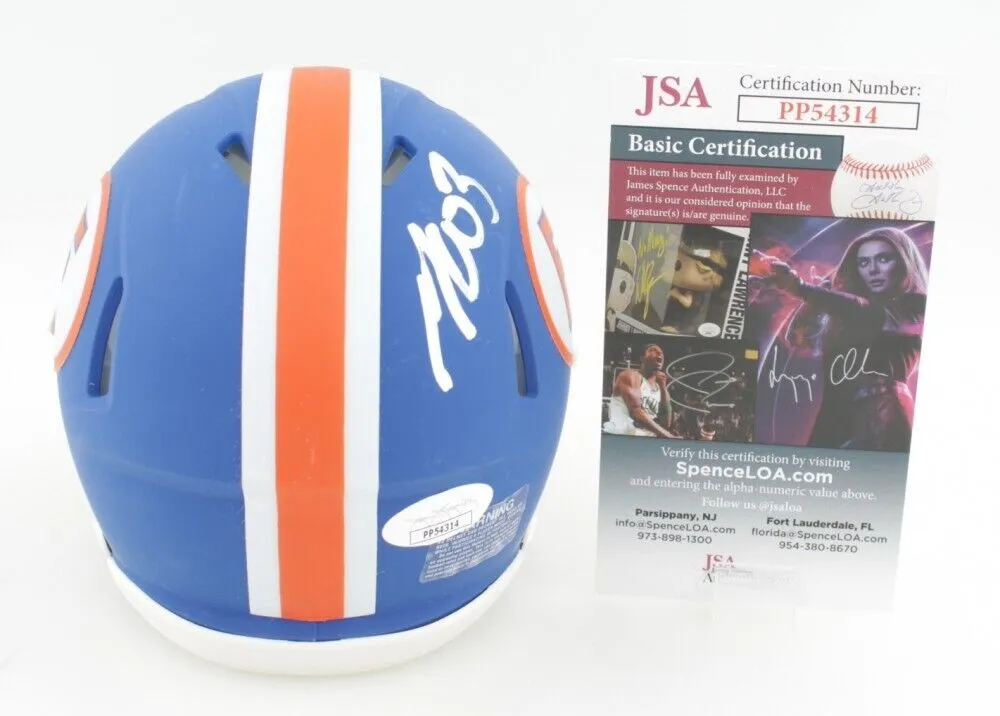 JSA
Certification Number:
PP54314
Basic Certification
This item has been fully examined by
James Spence Authentication, LLC
and it is our considered opinion that the
signature(s) is/are genuine.
LAWRENCE
Verify this certification by visiting
SpenceLOA.com
and entering the alpha-numeric value above.
Follow us @jsaloa
Parsippany, NJ
info@SpenceLOA.com
973-898-1300
Fort Lauderdale, FL
florida@SpenceLOA.com
954-380-8670
JSA
PP54314
WARNING